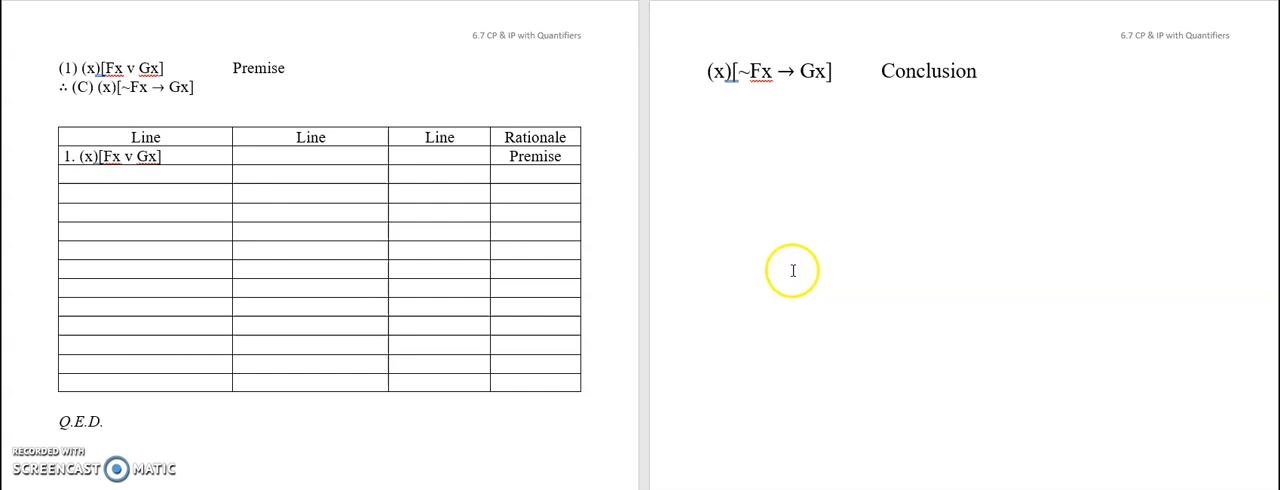 6.7 CP & IP with Quantifiers
(1) (x)[Fx v Gx] Premise
∴ (C) (x)[~Fx → Gx]
Line Line Line Rationale
1. (x)[Fx v Gx] Premise
Q.E.D.
RECORDED WITH
SCREENCAST MATIC
6.7 CP & IP with Quantifiers
(x)[~Fx → Gx] Conclusion